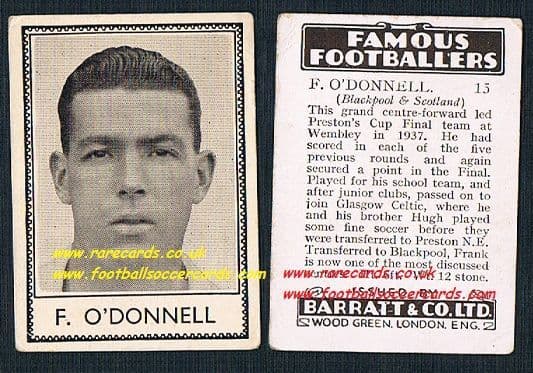 F. O'DONNELL
www.rarecards.co.uk
www.footballsoccercards.com
FAMOUS
FOOTBALLERS
F. O'DONNELL. 15
(Blackpool & Scotland)
This grand centre-forward led
Preston's Cup Final team at
Wembley in 1937. He had
scored in each of the five
previous rounds and again
secured a point in the Final.
Played for his school team, and
after junior clubs, passed on to
join Glasgow Celtic, where he
and his brother Hugh played
some fine soccer before they
were transferred to Preston N.E.
Transferred to Blackpool, Frank
is now one of the most discussed
12 stone.
www.rarecards.co.uk
www.footballsoccercards.com
ISSUED BY
BARRATT & CO. LTD.
WOOD GREEN, LONDON, ENG.